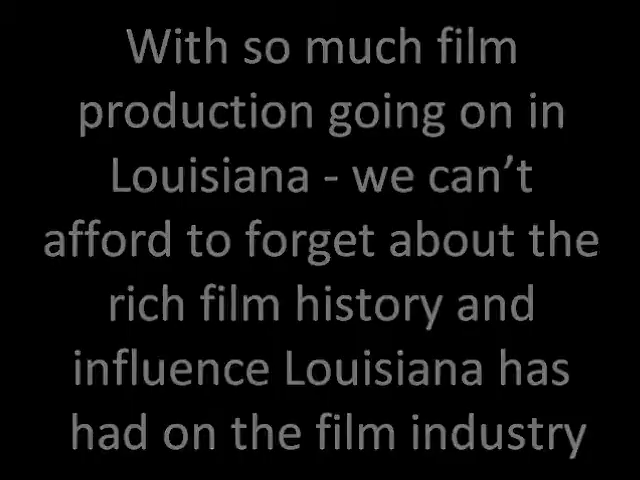 With so much film
production going on in
Louisiana - we can’t
afford to forget about the
rich film history and
influence Louisiana has
had on the film industry